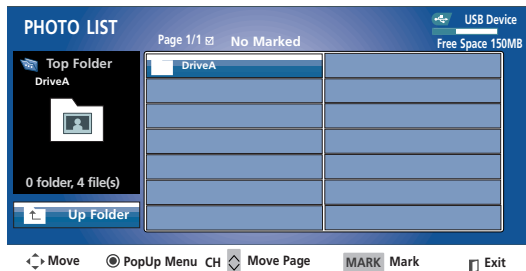 PHOTO LIST
Page 1/1 No Marked
USB Device
Free Space 150MB
Top Folder
DriveA
DriveA
0 folder, 4 file(s)
Up Folder
Move PopUp Menu CH Move Page MARK Mark Exit